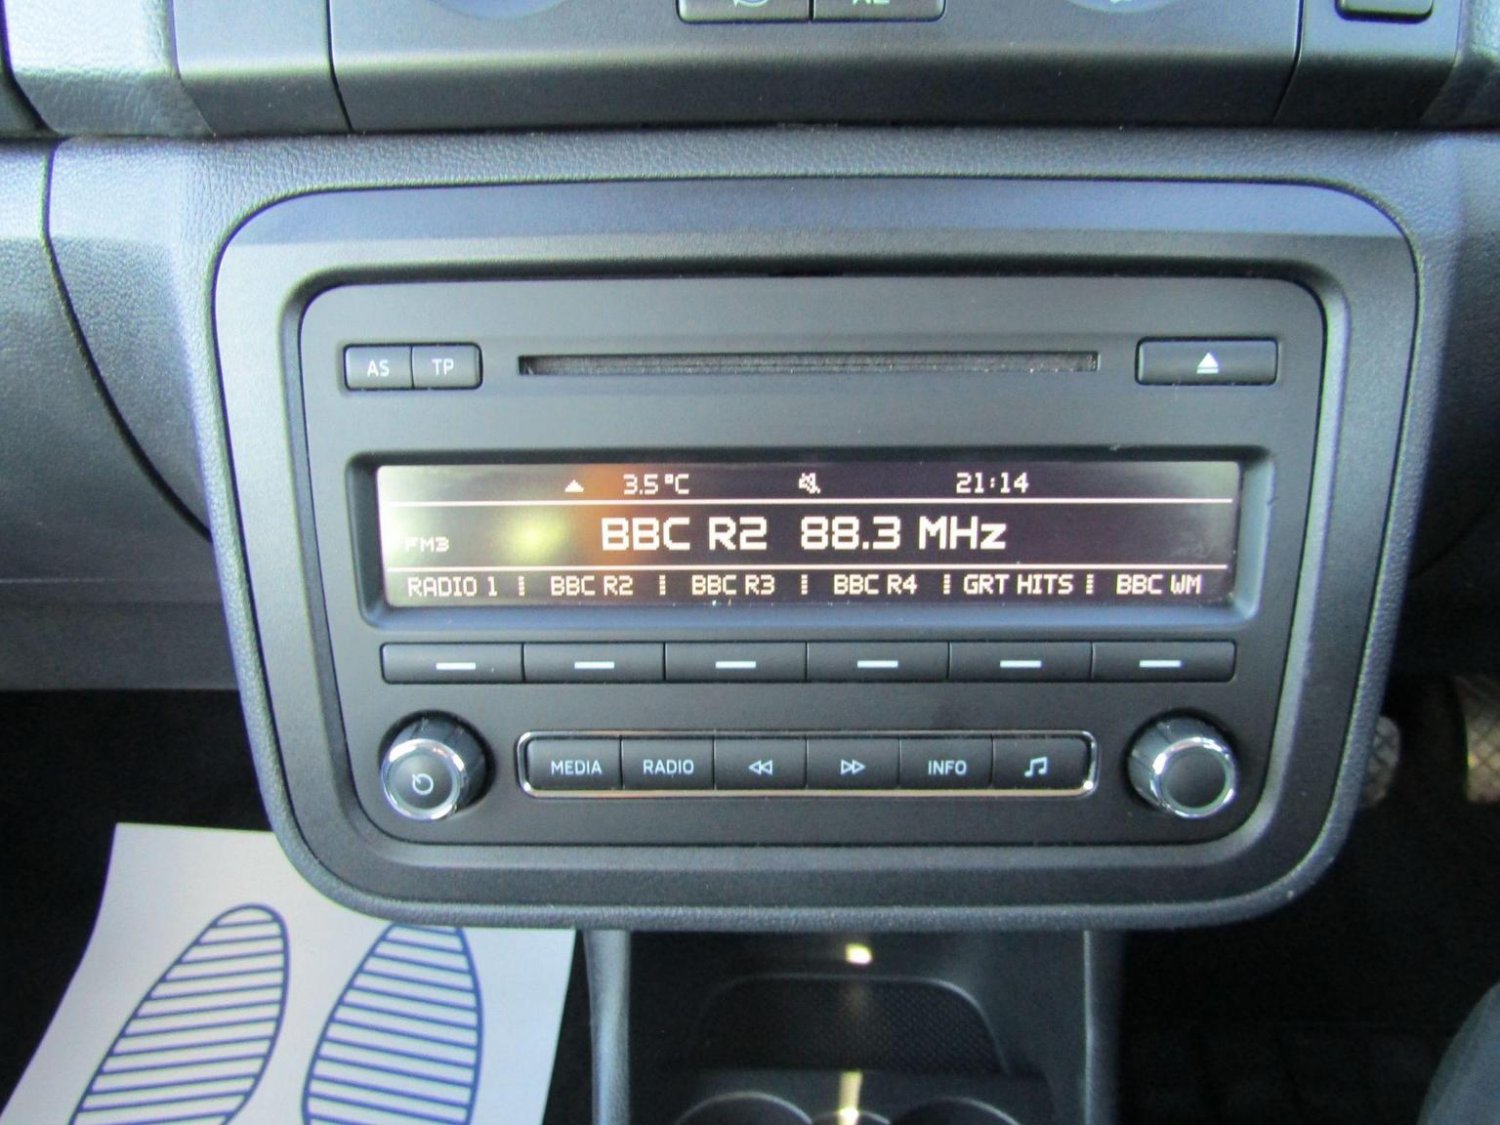 AS TP
3.5°C 21:14
FM3 BBC R2 88.3 MHz
RADIO 1 BBC R2 BBC R3 BBC R4 GRT HITS BBC WM
MEDIA RADIO INFO